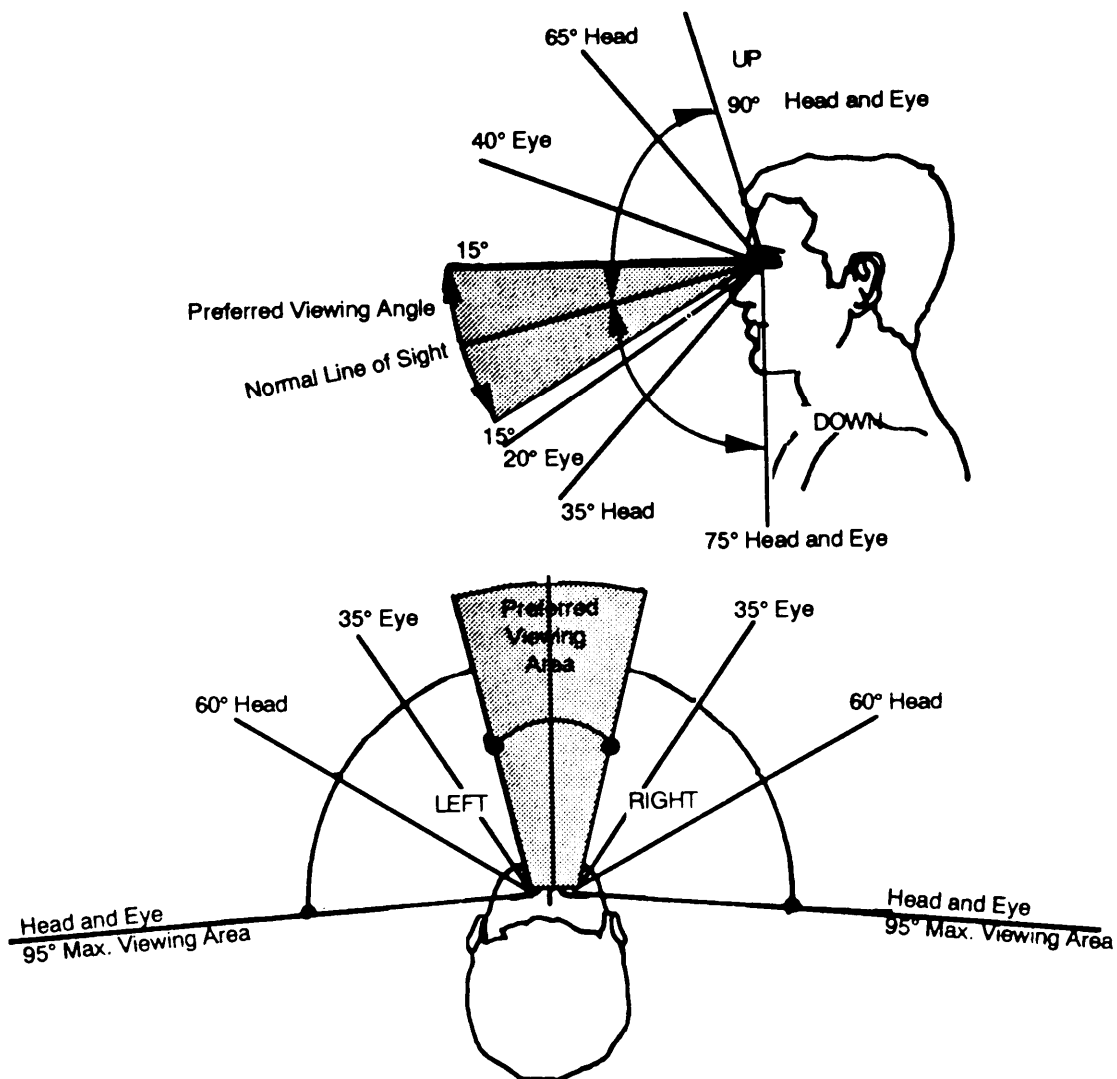 65° Head
UP
90° Head and Eye
40° Eye
15°
Preferred Viewing Angle
Normal Line of Sight
15°
20° Eye
DOWN
35° Head
75° Head and Eye
Preferred
Viewing
Area
35° Eye
35° Eye
60° Head
60° Head
LEFT
RIGHT
Head and Eye
95° Max. Viewing Area
Head and Eye
95° Max. Viewing Area